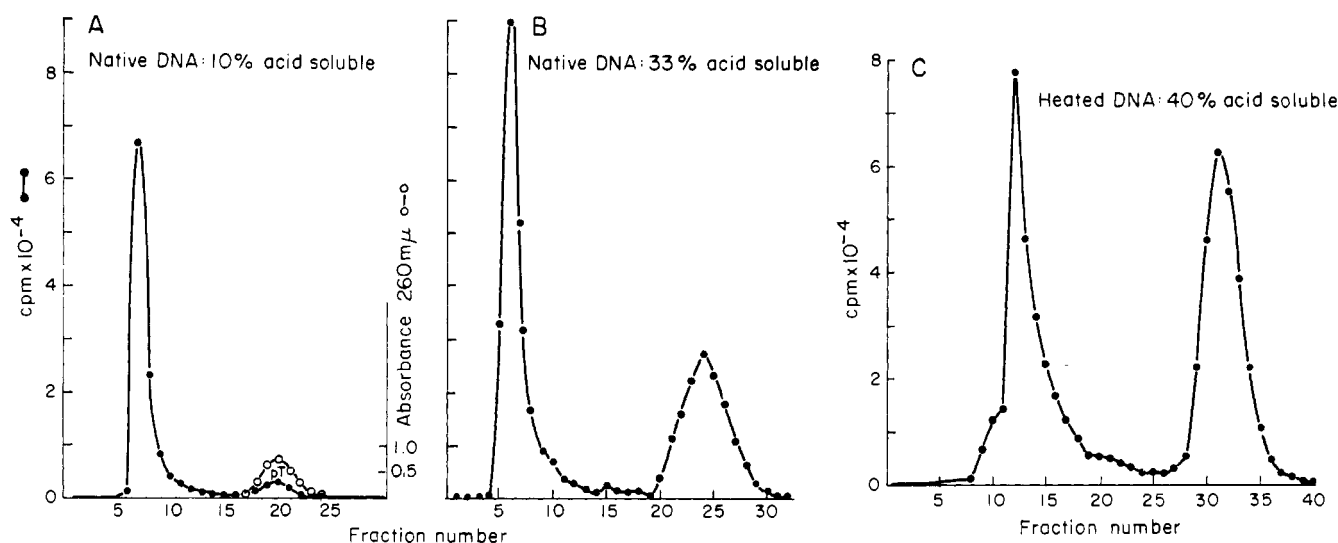 A
Native DNA: 10% acid soluble
8
6
4
2
0
cpm x 10⁻⁴
pT
5
10
15
20
25
1.0
0.5
Absorbance 260 mμ o–o
B
Native DNA: 33% acid soluble
5
10
15
20
25
30
Fraction number
C
Heated DNA: 40% acid soluble
8
6
4
2
0
cpm x 10⁻⁴
5
10
15
20
25
30
35
40
Fraction number